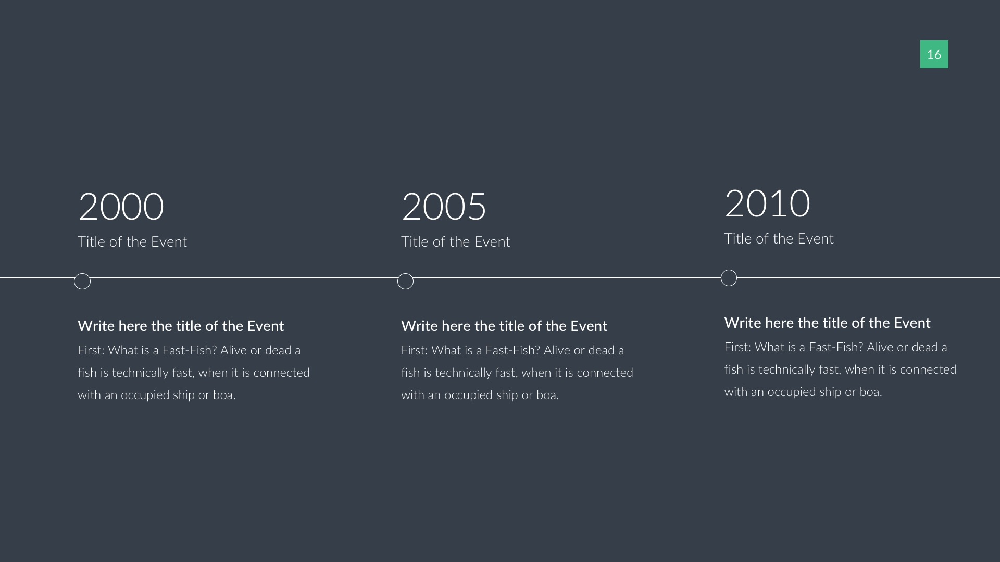 16
2000
Title of the Event
Write here the title of the Event
First: What is a Fast-Fish? Alive or dead a
fish is technically fast, when it is connected
with an occupied ship or boa.
2005
Title of the Event
Write here the title of the Event
First: What is a Fast-Fish? Alive or dead a
fish is technically fast, when it is connected
with an occupied ship or boa.
2010
Title of the Event
Write here the title of the Event
First: What is a Fast-Fish? Alive or dead a
fish is technically fast, when it is connected
with an occupied ship or boa.